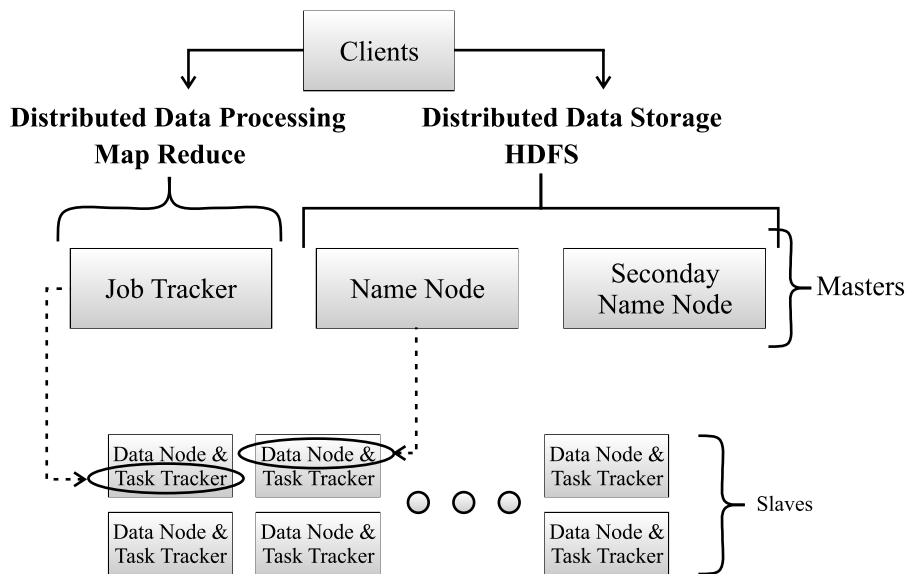 Clients
Distributed Data Processing
Map Reduce
Distributed Data Storage
HDFS
Job Tracker
Name Node
Seconday
Name Node
Masters
Data Node &
Task Tracker
Data Node &
Task Tracker
Data Node &
Task Tracker
Slaves
Data Node &
Task Tracker
Data Node &
Task Tracker
Data Node &
Task Tracker